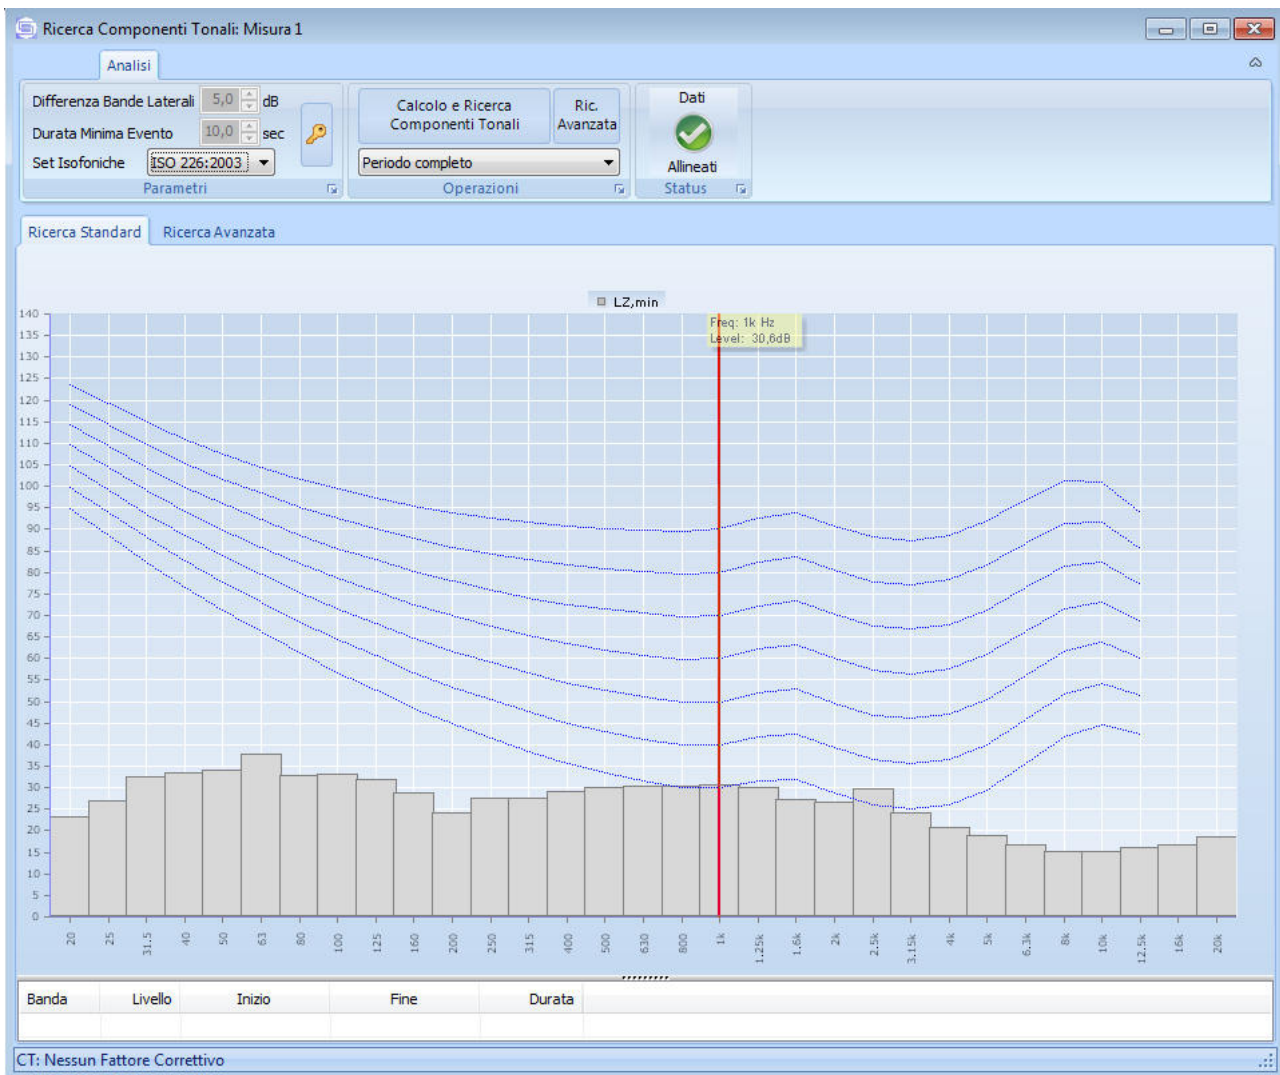 Ricerca Componenti Tonali: Misura 1
Analisi
Differenza Bande Laterali 5,0 dB
Durata Minima Evento 10,0 sec
Set Isofoniche ISO 226:2003
Parametri
Calcolo e Ricerca
Componenti Tonali
Ric.
Avanzata
Periodo completo
Operazioni
Dati
Allineati
Status
Ricerca Standard Ricerca Avanzata
LZ,min
Freq: 1k Hz
Level: 30,6dB
140
135
130
125
120
115
110
105
100
95
90
85
80
75
70
65
60
55
50
45
40
35
30
25
20
15
10
5
0
20 25 31.5 40 50 63 80 100 125 160 200 250 315 400 500 630 800 1k 1.25k 1.6k 2k 2.5k 3.15k 4k 5k 6.3k 8k 10k 12.5k 16k 20k
Banda Livello Inizio Fine Durata
CT: Nessun Fattore Correttivo